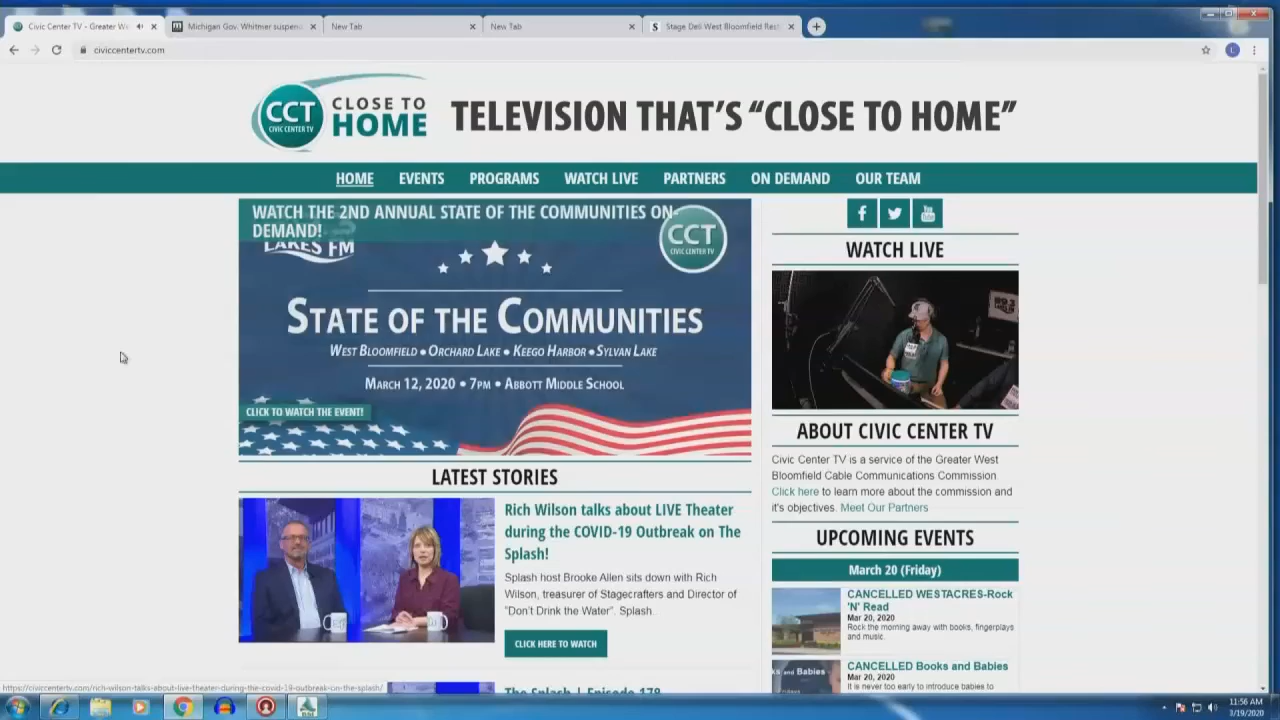 Civic Center TV - Greater We
Michigan Gov. Whitmer suspen
New Tab
New Tab
Stage Deli West Bloomfield Rest
civiccentertv.com
CCT
CIVIC CENTER TV
CLOSE TO
HOME
TELEVISION THAT'S “CLOSE TO HOME”
HOME
EVENTS
PROGRAMS
WATCH LIVE
PARTNERS
ON DEMAND
OUR TEAM
WATCH THE 2ND ANNUAL STATE OF THE COMMUNITIES ON-
DEMAND!
LAKES FM
CCT
CIVIC CENTER TV
STATE OF THE COMMUNITIES
WEST BLOOMFIELD • ORCHARD LAKE • KEEGO HARBOR • SYLVAN LAKE
MARCH 12, 2020 • 7PM • ABBOTT MIDDLE SCHOOL
CLICK TO WATCH THE EVENT!
LATEST STORIES
Rich Wilson talks about LIVE Theater
during the COVID-19 Outbreak on The
Splash!
Splash host Brooke Allen sits down with Rich
Wilson, treasurer of Stagecrafters and Director of
"Don't Drink the Water". Splash.
CLICK HERE TO WATCH
The Splash | Episode 178
WATCH LIVE
ABOUT CIVIC CENTER TV
Civic Center TV is a service of the Greater West
Bloomfield Cable Communications Commission
Click here to learn more about the commission and
it's objectives. Meet Our Partners
UPCOMING EVENTS
March 20 (Friday)
CANCELLED WESTACRES-Rock
'N' Read
Mar 20, 2020
Rock the morning away with books, fingerplays
and music.
ks and Babies
CANCELLED Books and Babies
Mar 20, 2020
It is never too early to introduce babies to
https://civiccentertv.com/rich-wilson-talks-about-live-theater-during-the-covid-19-outbreak-on-the-splash/
11:56 AM
3/19/2020